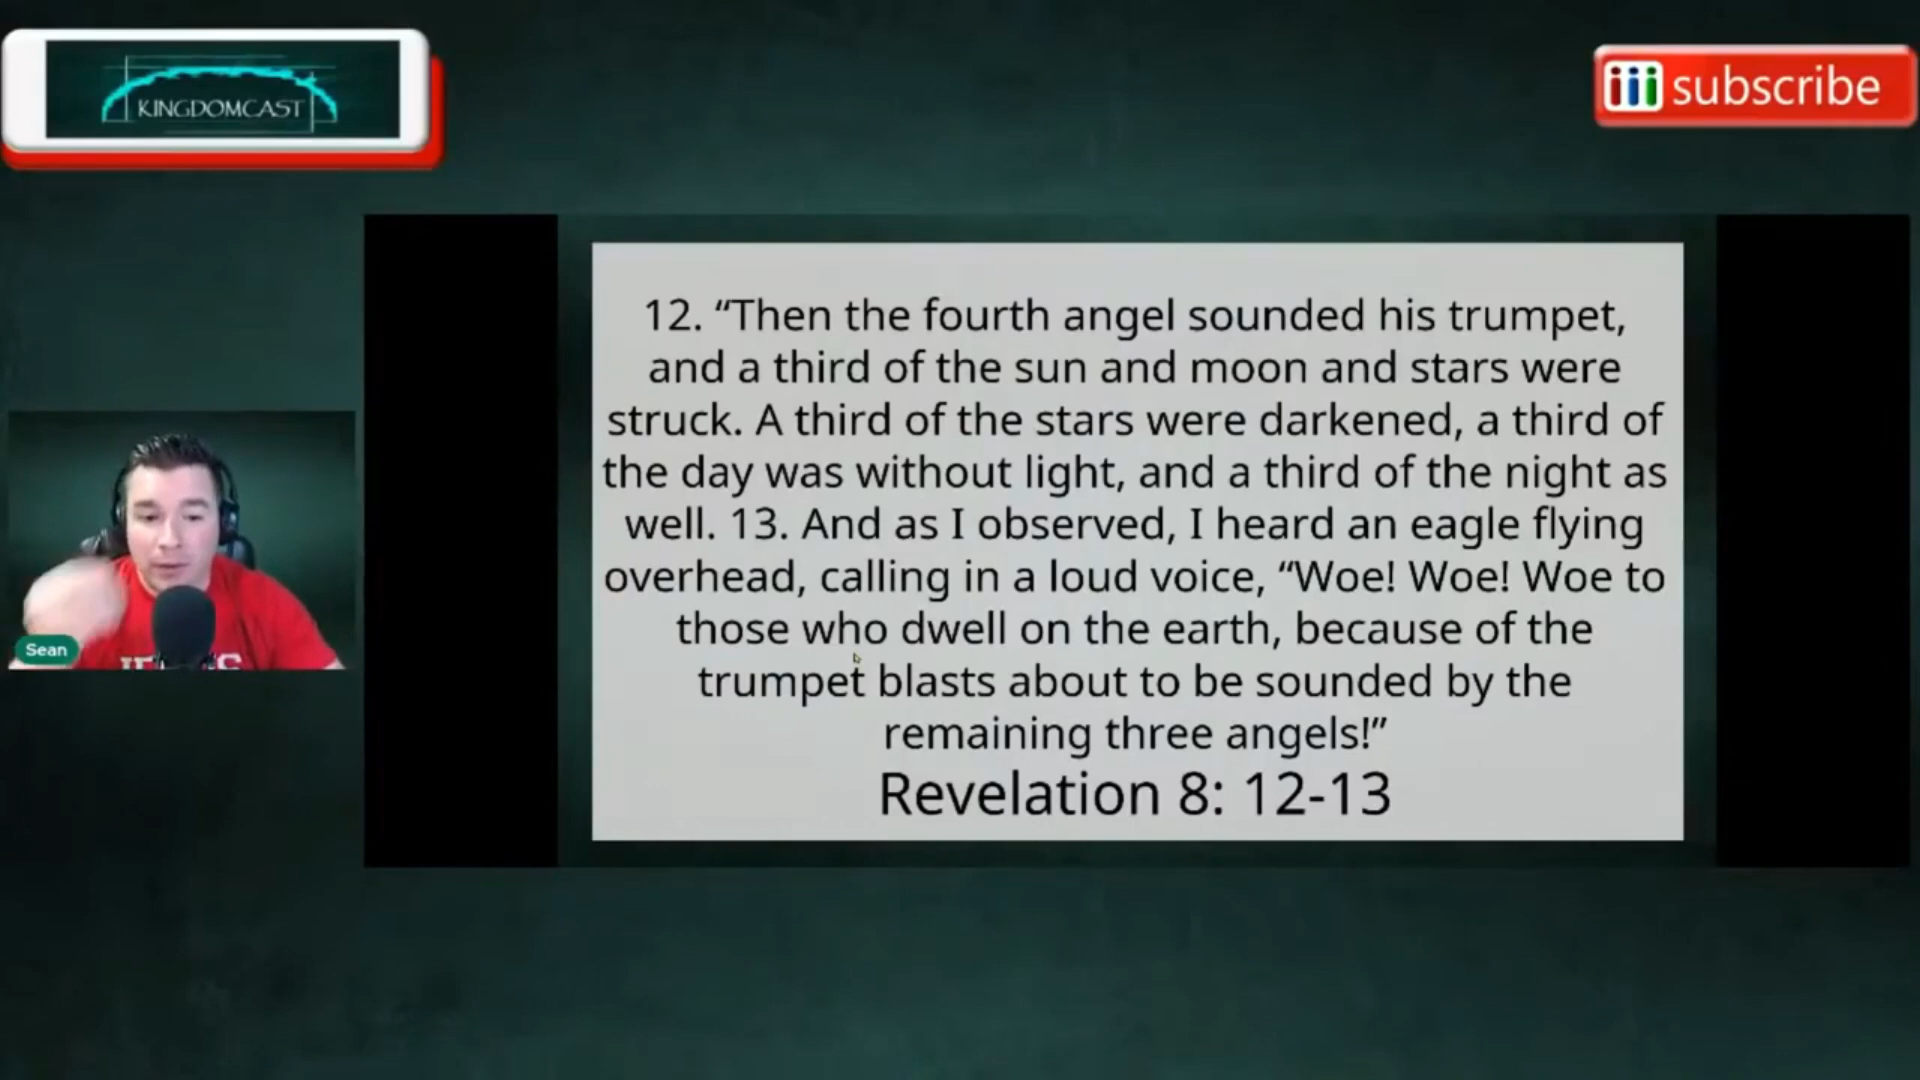 KINGDOMCAST
subscribe
12. “Then the fourth angel sounded his trumpet,
and a third of the sun and moon and stars were
struck. A third of the stars were darkened, a third of
the day was without light, and a third of the night as
well. 13. And as I observed, I heard an eagle flying
overhead, calling in a loud voice, “Woe! Woe! Woe to
those who dwell on the earth, because of the
trumpet blasts about to be sounded by the
remaining three angels!”
Revelation 8: 12-13
Sean